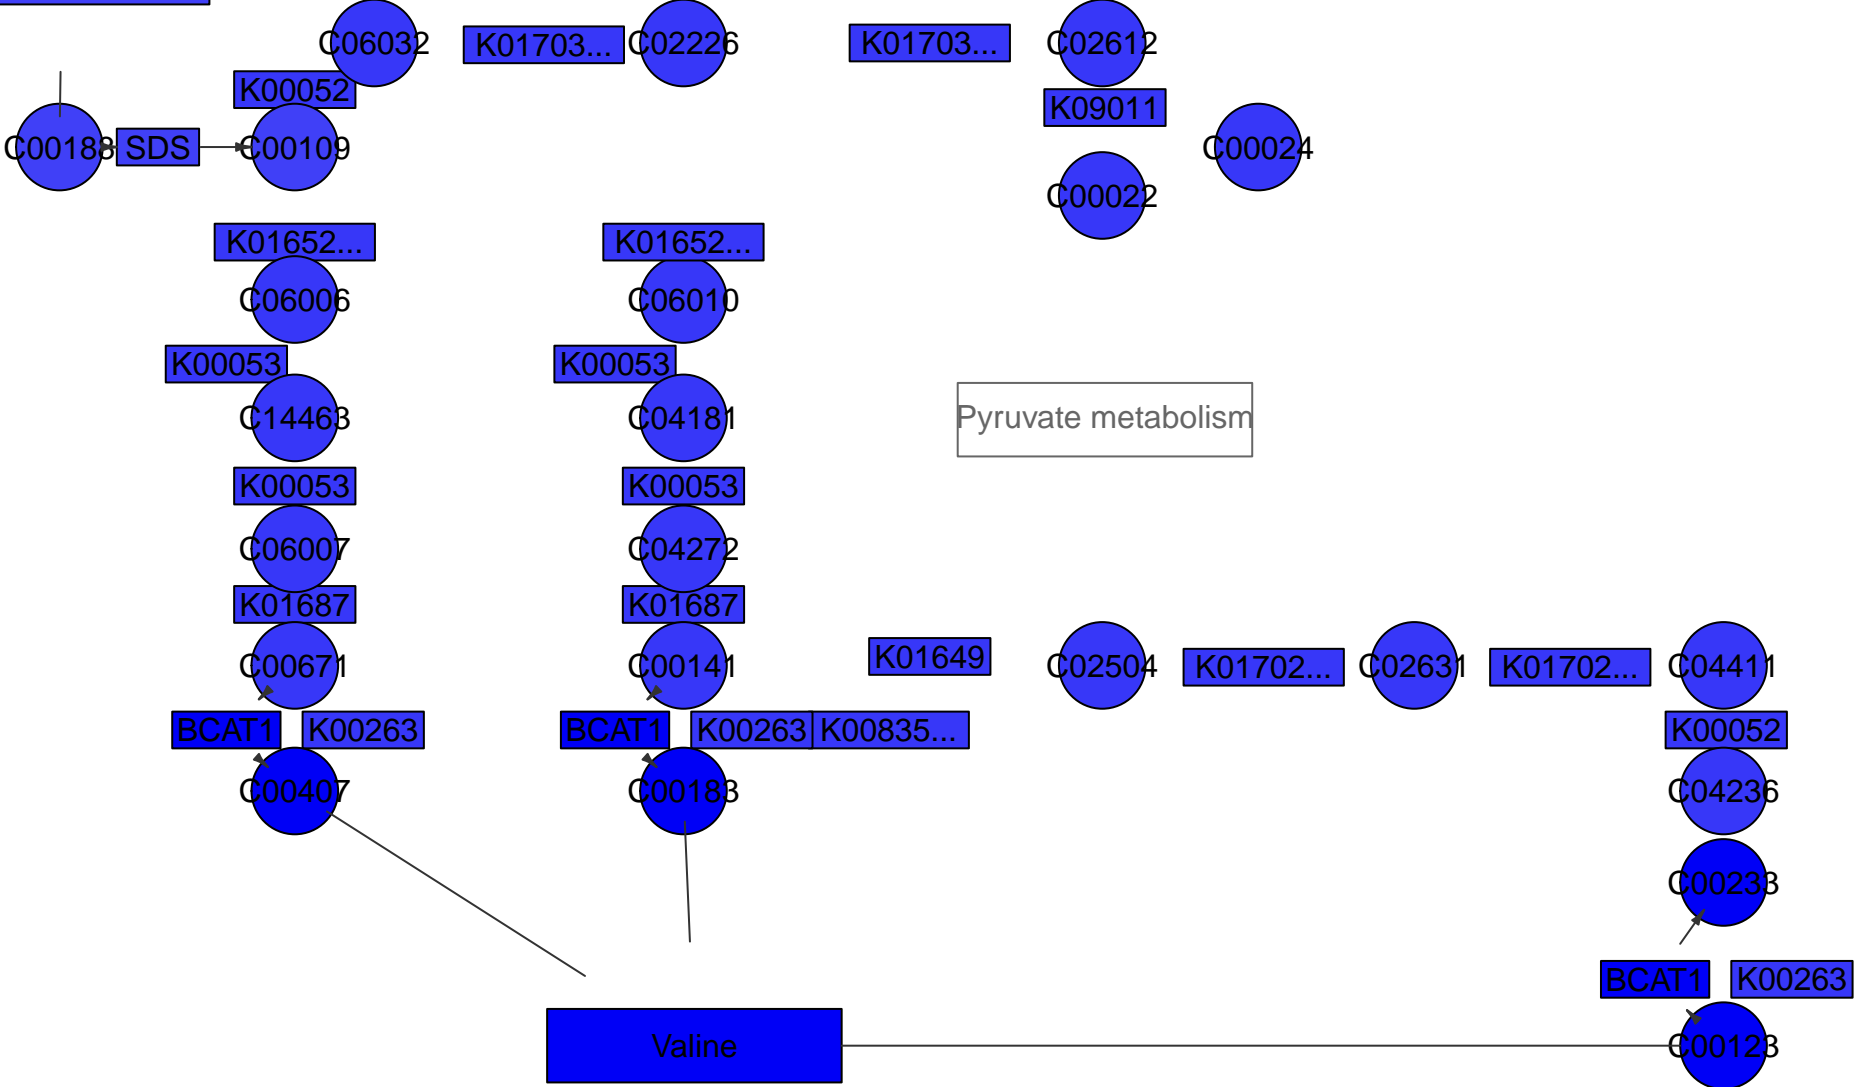 C06032
K01703...
C02226
K01703...
C02612
K00052
K09011
C00188
SDS
C00109
C00024
C00022
K01652...
K01652...
C06006
C06010
K00053
K00053
C14463
C04181
Pyruvate metabolism
K00053
K00053
C06007
C04272
K01687
K01687
C00671
C00141
K01649
C02504
K01702...
C02631
K01702...
C04411
BCAT1
K00263
BCAT1
K00263
K00835...
K00052
C00407
C00183
C04236
C00233
BCAT1
K00263
Valine
C00123